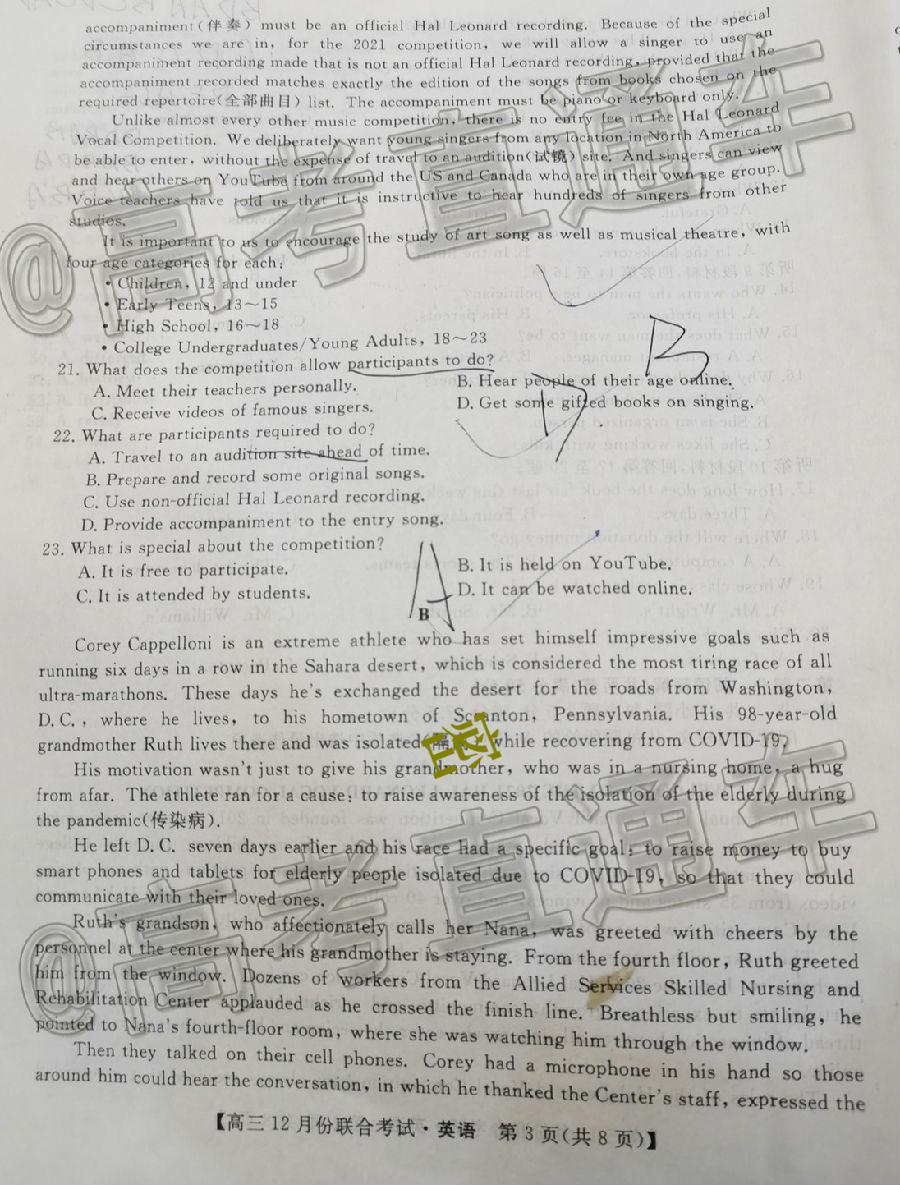 accompaniment(伴奏) must be an official Hal Leonard recording. Because of the special
circumstances we are in, for the 2021 competition, we will allow a singer to use an
accompaniment recording made that is not an official Hal Leonard recording, provided that the
accompaniment recorded matches exactly the edition of the songs from books chosen on the
required repertoire(全部曲目) list. The accompaniment must be piano or keyboard only.
Unlike almost every other music competition, there is no entry fee in the Hal Leonard
Vocal Competition. We deliberately want young singers from any location in North America to
be able to enter, without the expense of travel to an audition(试镜) site. And singers can view
and hear others on YouTube from around the US and Canada who are in their own age group.
Voice teachers have told us that it is instructive to hear hundreds of singers from other
studios.
It is important to us to encourage the study of art song as well as musical theatre, with
four age categories for each:
• Children, 12 and under
• Early Teens, 13~15
• High School, 16~18
• College Undergraduates/Young Adults, 18~23
21. What does the competition allow participants to do?
A. Meet their teachers personally. B. Hear people of their age online.
C. Receive videos of famous singers. D. Get some gifted books on singing.
B
D
22. What are participants required to do?
A. Travel to an audition site ahead of time.
B. Prepare and record some original songs.
C. Use non-official Hal Leonard recording.
D. Provide accompaniment to the entry song.
23. What is special about the competition?
A. It is free to participate. B. It is held on YouTube.
C. It is attended by students. D. It can be watched online.
A
B
Corey Cappelloni is an extreme athlete who has set himself impressive goals such as
running six days in a row in the Sahara desert, which is considered the most tiring race of all
ultra-marathons. These days he's exchanged the desert for the roads from Washington,
D.C., where he lives, to his hometown of Scranton, Pennsylvania. His 98-year-old
grandmother Ruth lives there and was isolated( while recovering from COVID-19.
His motivation wasn't just to give his grandmother, who was in a nursing home, a hug
from afar. The athlete ran for a cause: to raise awareness of the isolation of the elderly during
the pandemic(传染病).
He left D.C. seven days earlier and his race had a specific goal: to raise money to buy
smart phones and tablets for elderly people isolated due to COVID-19, so that they could
communicate with their loved ones.
Ruth's grandson, who affectionately calls her Nana, was greeted with cheers by the
personnel at the center where his grandmother is staying. From the fourth floor, Ruth greeted
him from the window. Dozens of workers from the Allied Services Skilled Nursing and
Rehabilitation Center applauded as he crossed the finish line. Breathless but smiling, he
pointed to Nana's fourth-floor room, where she was watching him through the window.
Then they talked on their cell phones. Corey had a microphone in his hand so those
around him could hear the conversation, in which he thanked the Center's staff, expressed the
【高三12月份联合考试·英语 第3页(共8页)】
@高考直通车
@高考直通车
密